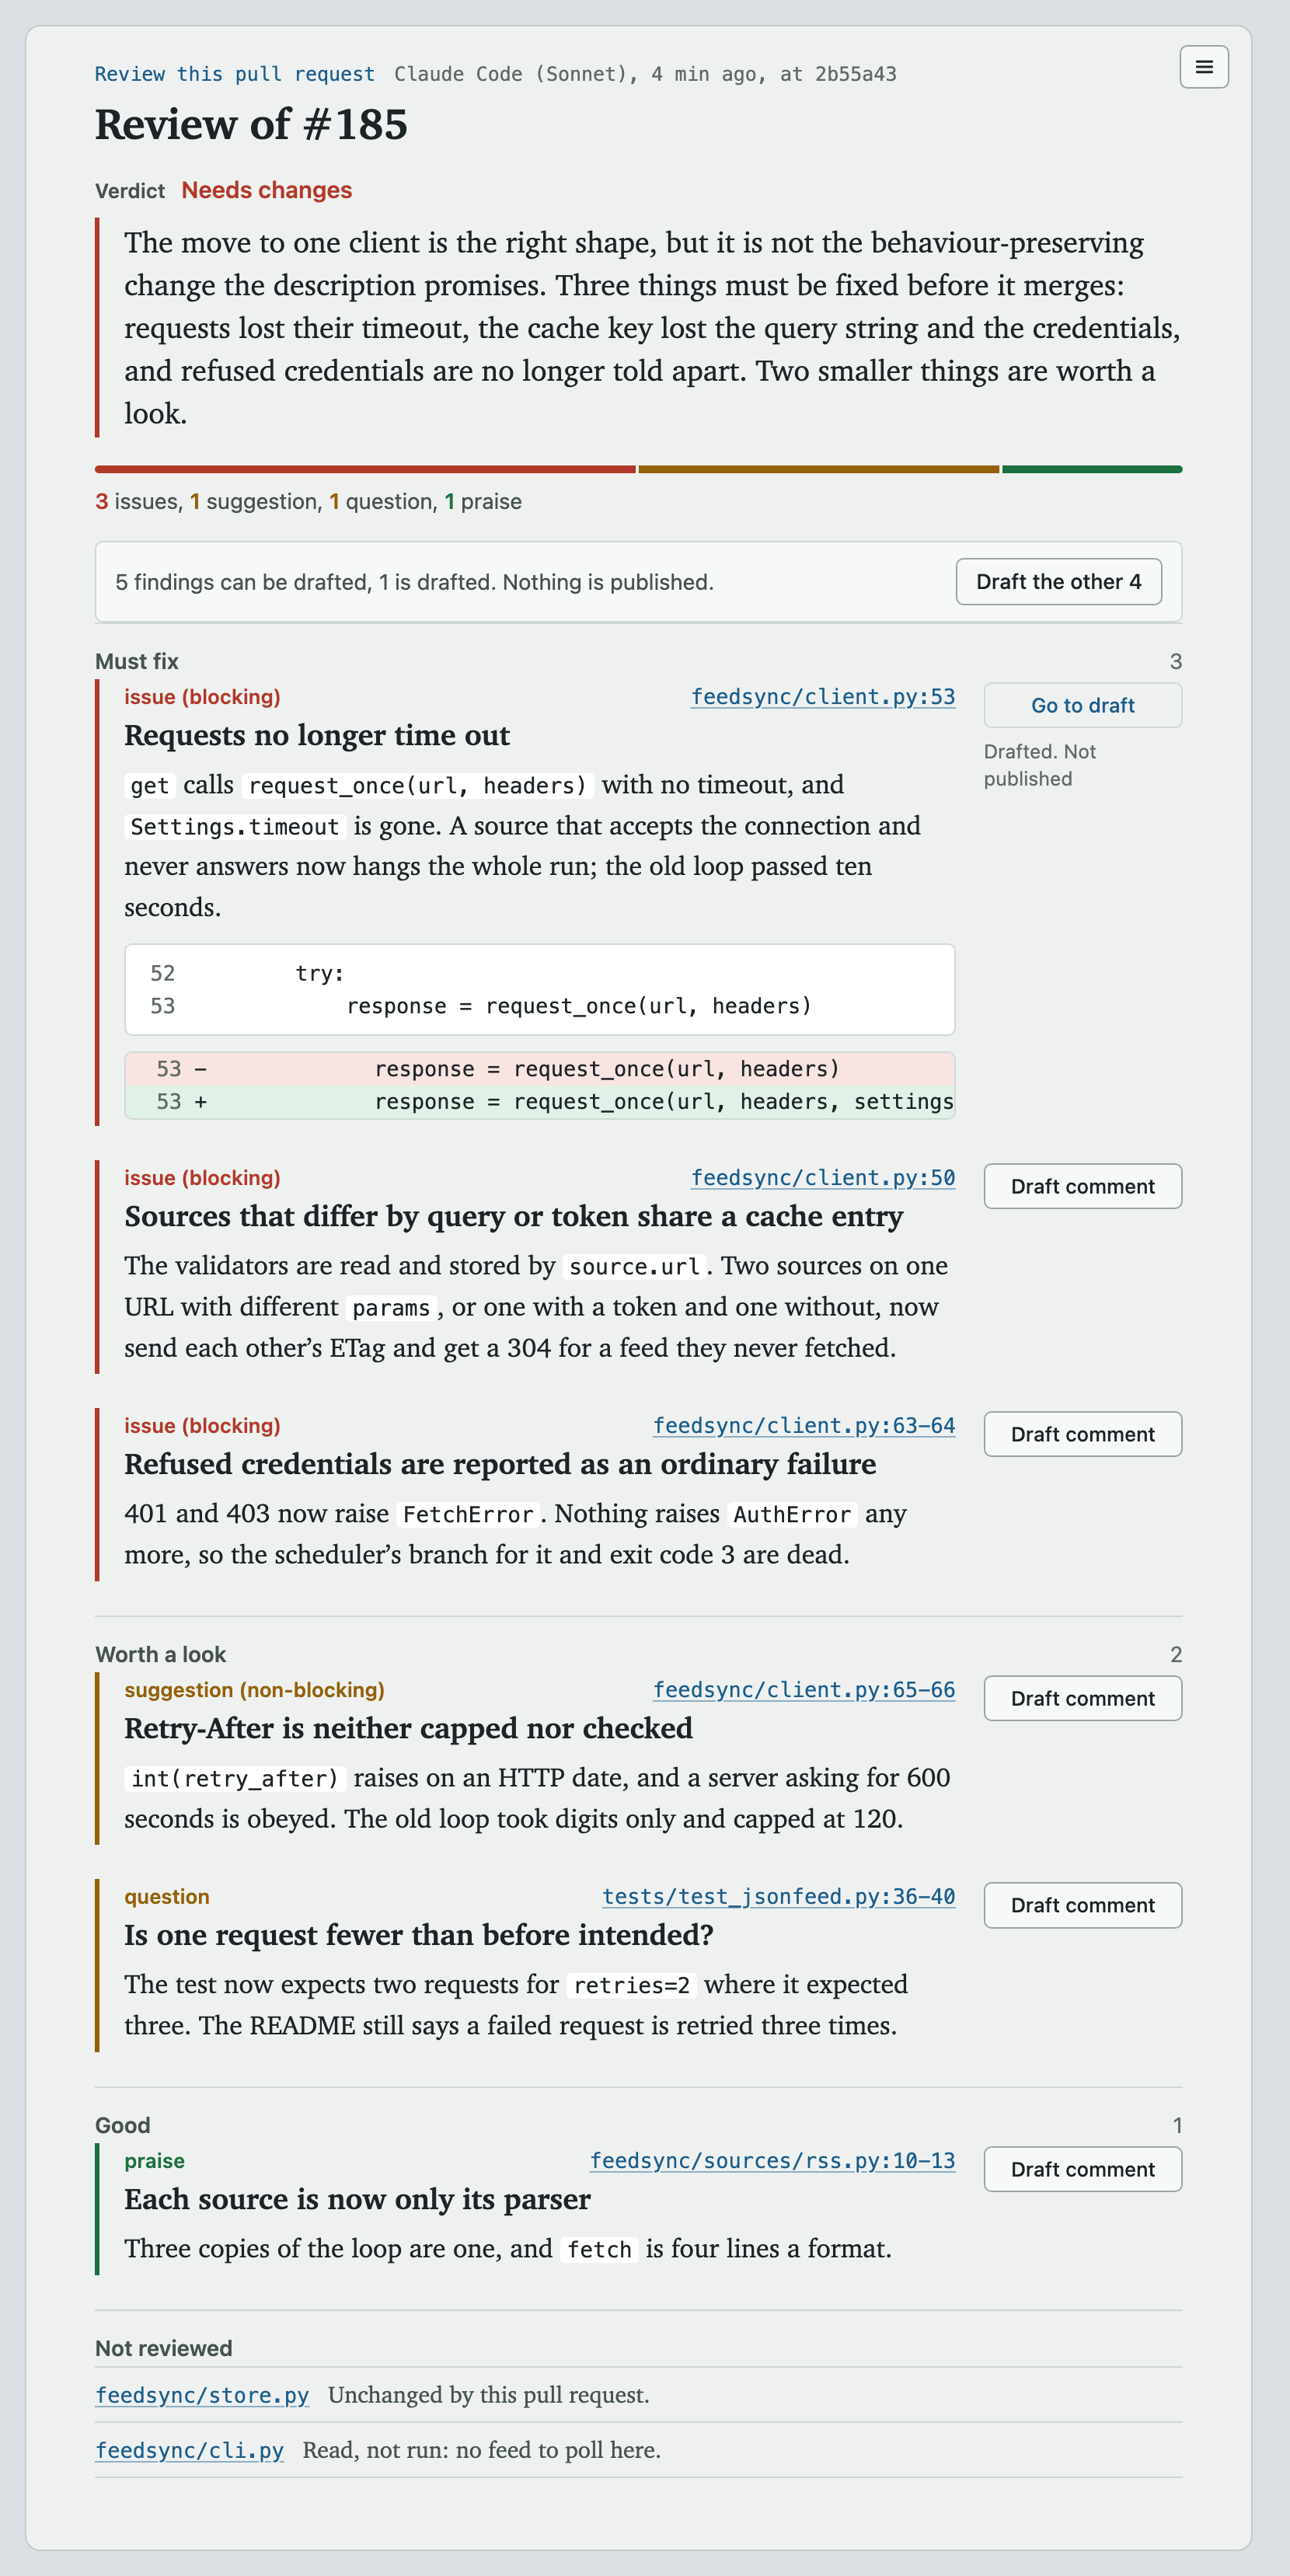 Review this pull request Claude Code (Sonnet), 4 min ago, at 2b55a43
Review of #185
Verdict Needs changes
The move to one client is the right shape, but it is not the behaviour-preserving
change the description promises. Three things must be fixed before it merges:
requests lost their timeout, the cache key lost the query string and the credentials,
and refused credentials are no longer told apart. Two smaller things are worth a
look.
3 issues, 1 suggestion, 1 question, 1 praise
5 findings can be drafted, 1 is drafted. Nothing is published. Draft the other 4
Must fix 3
issue (blocking) feedsync/client.py:53 Go to draft
Requests no longer time out
Drafted. Not
published
get calls request_once(url, headers) with no timeout, and
Settings.timeout is gone. A source that accepts the connection and
never answers now hangs the whole run; the old loop passed ten
seconds.
52 try:
53 response = request_once(url, headers)
53 − response = request_once(url, headers)
53 + response = request_once(url, headers, settings
issue (blocking) feedsync/client.py:50 Draft comment
Sources that differ by query or token share a cache entry
The validators are read and stored by source.url. Two sources on one
URL with different params, or one with a token and one without, now
send each other’s ETag and get a 304 for a feed they never fetched.
issue (blocking) feedsync/client.py:63–64 Draft comment
Refused credentials are reported as an ordinary failure
401 and 403 now raise FetchError. Nothing raises AuthError any
more, so the scheduler’s branch for it and exit code 3 are dead.
Worth a look 2
suggestion (non-blocking) feedsync/client.py:65–66 Draft comment
Retry-After is neither capped nor checked
int(retry_after) raises on an HTTP date, and a server asking for 600
seconds is obeyed. The old loop took digits only and capped at 120.
question tests/test_jsonfeed.py:36–40 Draft comment
Is one request fewer than before intended?
The test now expects two requests for retries=2 where it expected
three. The README still says a failed request is retried three times.
Good 1
praise feedsync/sources/rss.py:10–13 Draft comment
Each source is now only its parser
Three copies of the loop are one, and fetch is four lines a format.
Not reviewed
feedsync/store.py Unchanged by this pull request.
feedsync/cli.py Read, not run: no feed to poll here.